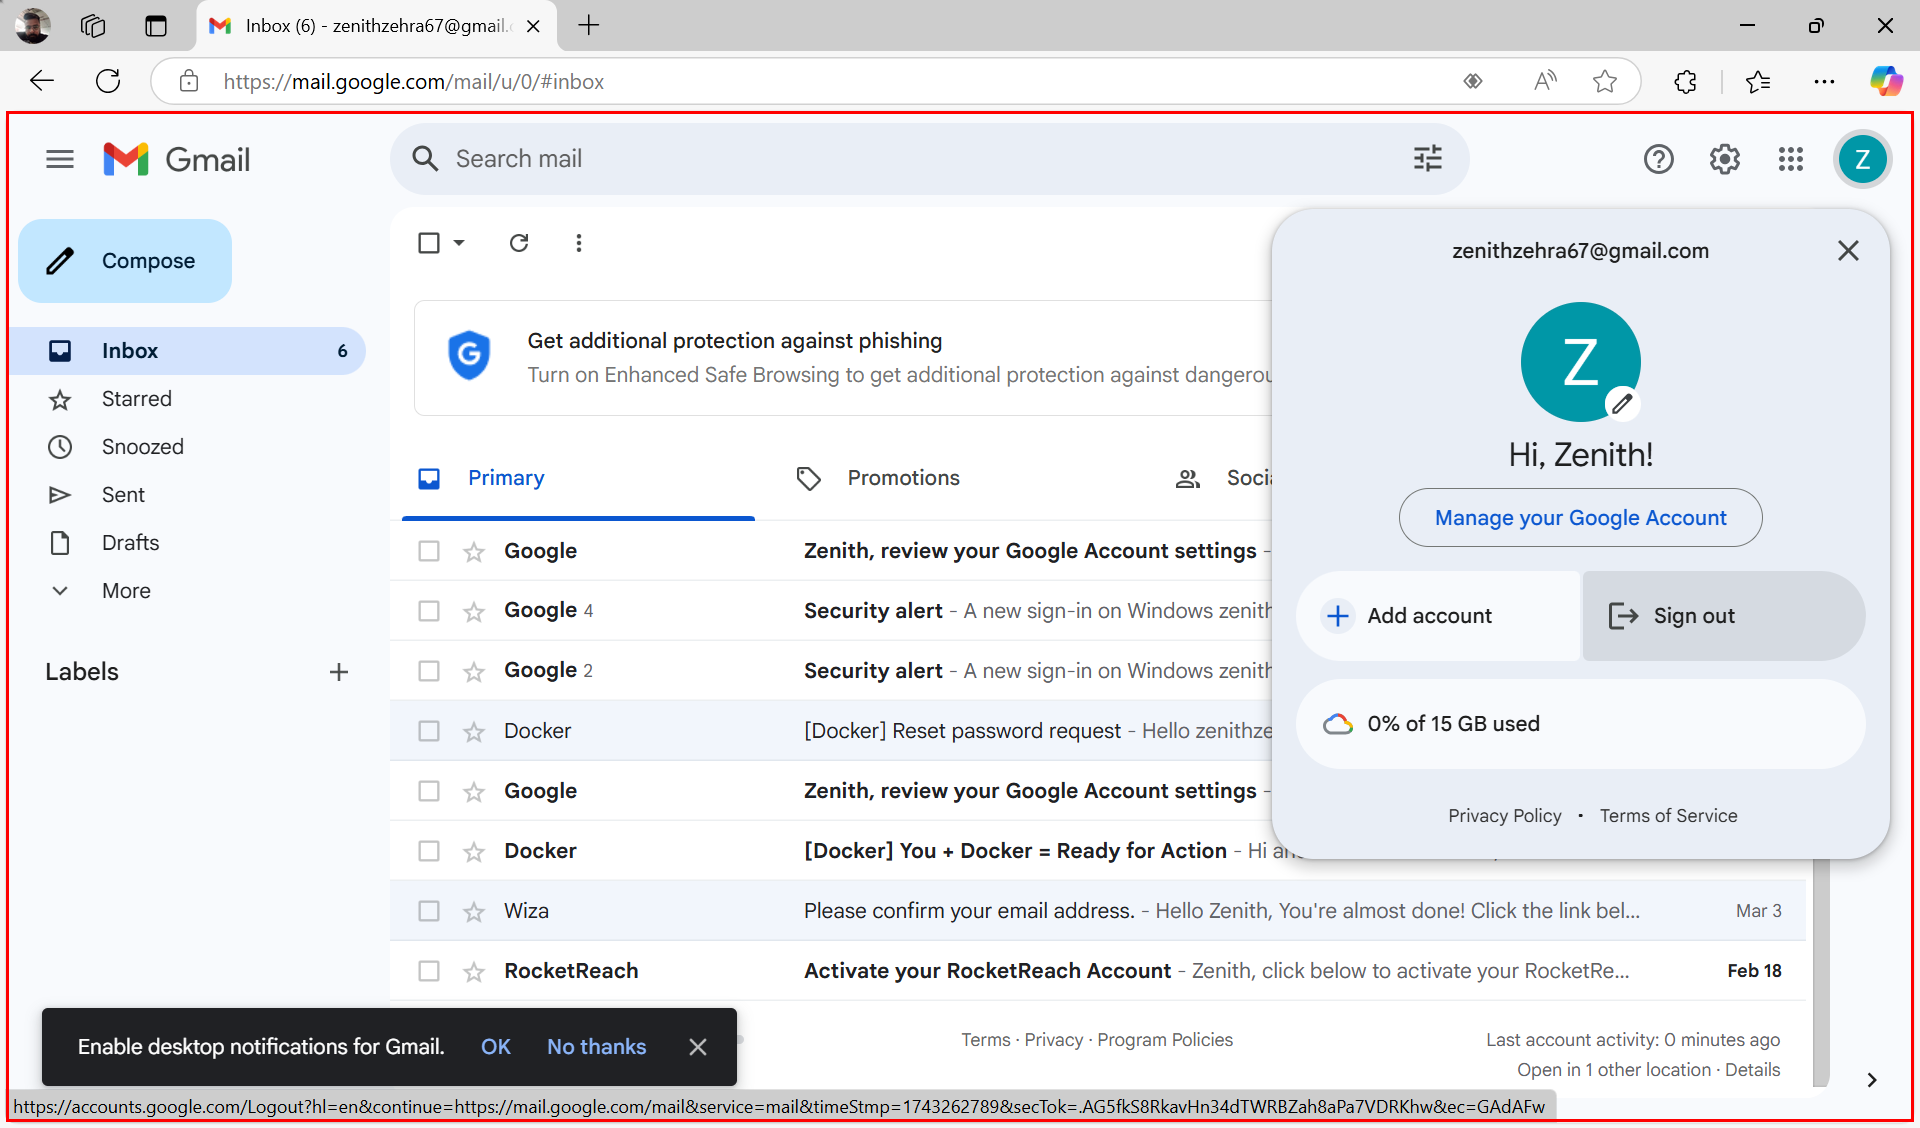 Inbox (6) - zenithzehra67@gmail.
https://mail.google.com/mail/u/0/#inbox
Gmail
Search mail
Z
Compose
zenithzehra67@gmail.com
Inbox 6
Get additional protection against phishing
Turn on Enhanced Safe Browsing to get additional protection against
Z
Starred
Snoozed
Hi, Zenith!
Primary
Promotions
Sent
Manage your Google Account
Drafts
Google Zenith, review your Google Account settings -
More
Google 4 Security alert - A new sign-in on Windows
Add account
Sign out
Labels
Google 2 Security alert - A new sign-in on Windows
Docker [Docker] Reset password request - Hello
0% of 15 GB used
Google Zenith, review your Google Account settings -
Privacy Policy · Terms of Service
Docker [Docker] You + Docker = Ready for Action - Hi
Wiza Please confirm your email address. - Hello Zenith, You're almost done! Click the link bel... Mar 3
RocketReach Activate your RocketReach Account - Zenith, click below to activate your RocketRe... Feb 18
Enable desktop notifications for Gmail. OK No thanks
Terms · Privacy · Program Policies
Last account activity: 0 minutes ago
Open in 1 other location · Details
https://accounts.google.com/Logout?hl=en&continue=https://mail.google.com/mail&service=mail&timeStmp=1743262789&secTok=.AG5fkS8RkavHn34dTWRBZah8aPa7VDRKhw&ec=GAdAFw